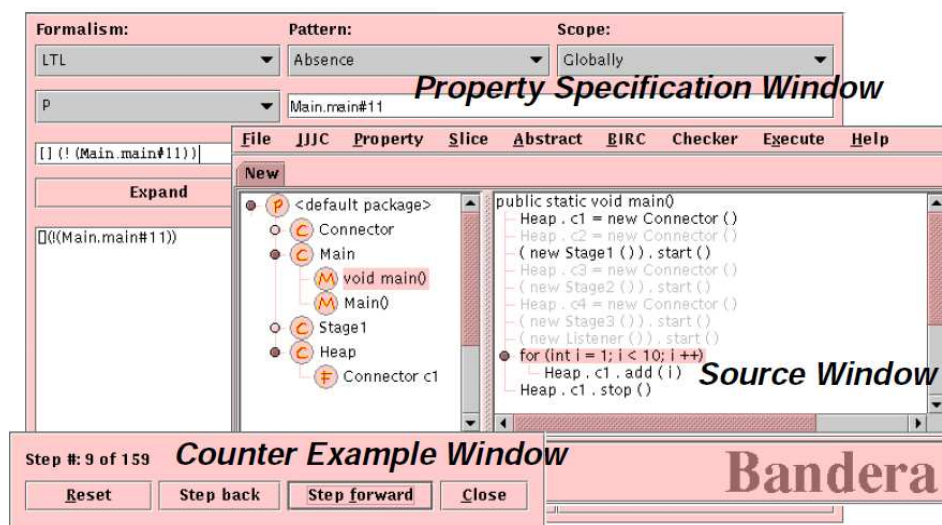 Formalism: Pattern: Scope:
LTL Absence Globally
Property Specification Window
P Main.main#11
[] (! (Main.main#11))
Expand
[](!(Main.main#11))
File JJJC Property Slice Abstract BIRC Checker Execute Help
New
P <default package>
C Connector
C Main
M void main()
M Main()
C Stage1
C Heap
F Connector c1
public static void main()
Heap . c1 = new Connector ()
Heap . c2 = new Connector ()
( new Stage1 ()) . start ()
Heap . c3 = new Connector ()
( new Stage2 ()) . start ()
Heap . c4 = new Connector ()
( new Stage3 ()) . start ()
( new Listener ()) . start ()
for (int i = 1; i < 10; i ++)
Heap . c1 . add ( i )
Heap . c1 . stop ()
Source Window
Counter Example Window
Step #: 9 of 159
Reset Step back Step forward Close
Bandera